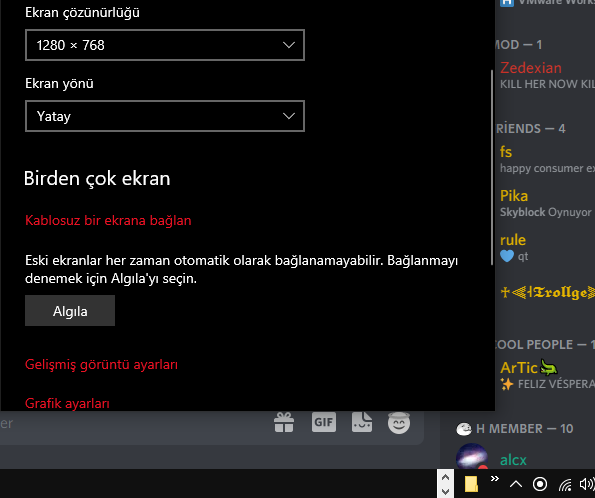 Ekran çözünürlüğü
1280 × 768
Ekran yönü
Yatay
Birden çok ekran
Kablosuz bir ekrana bağlan
Eski ekranlar her zaman otomatik olarak bağlanamayabilir. Bağlanmayı
denemek için Algıla'yı seçin.
Algıla
Gelişmiş görüntü ayarları
Grafik ayarları
er
GIF
VMware Works
MOD — 1
Zedexian
KILL HER NOW KIL
RİENDS — 4
fs
happy consumer ex
Pika
Skyblock Oynuyor
rule
💙 qt
♰⫷⫞𝕿𝖗𝖔𝖑𝖑𝖌𝖊⫸
COOL PEOPLE — 1
ArTic🐛
✨ FELIZ VÉSPERA
H MEMBER — 10
alcx